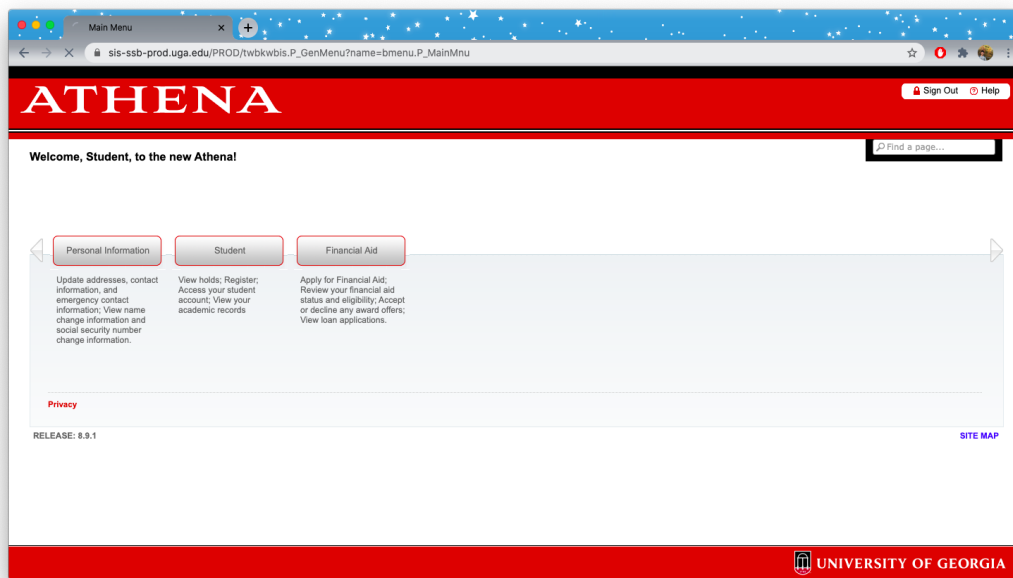 Main Menu
sis-ssb-prod.uga.edu/PROD/twbkwbis.P_GenMenu?name=bmenu.P_MainMnu
ATHENA
Sign Out Help
Find a page...
Welcome, Student, to the new Athena!
Personal Information
Student
Financial Aid
Update addresses, contact
information, and
emergency contact
information; View name
change information and
social security number
change information.
View holds; Register;
Access your student
account; View your
academic records
Apply for Financial Aid;
Review your financial aid
status and eligibility; Accept
or decline any award offers;
View loan applications.
Privacy
RELEASE: 8.9.1
SITE MAP
UNIVERSITY OF GEORGIA